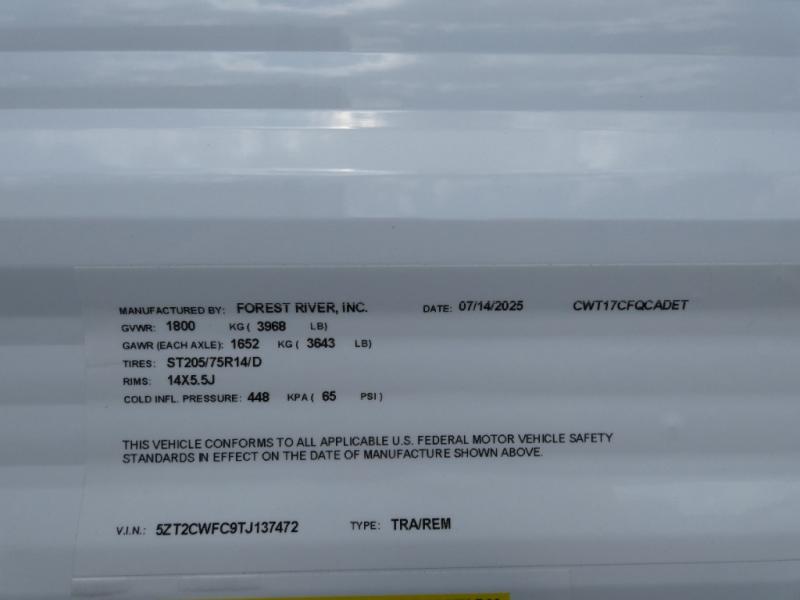 MANUFACTURED BY: FOREST RIVER, INC. DATE: 07/14/2025 CWT17CFQCADET
GVWR: 1800 KG ( 3968 LB)
GAWR (EACH AXLE): 1652 KG ( 3643 LB)
TIRES: ST205/75R14/D
RIMS: 14X5.5J
COLD INFL. PRESSURE: 448 KPA ( 65 PSI )
THIS VEHICLE CONFORMS TO ALL APPLICABLE U.S. FEDERAL MOTOR VEHICLE SAFETY
STANDARDS IN EFFECT ON THE DATE OF MANUFACTURE SHOWN ABOVE.
V.I.N.: 5ZT2CWFC9TJ137472 TYPE: TRA/REM